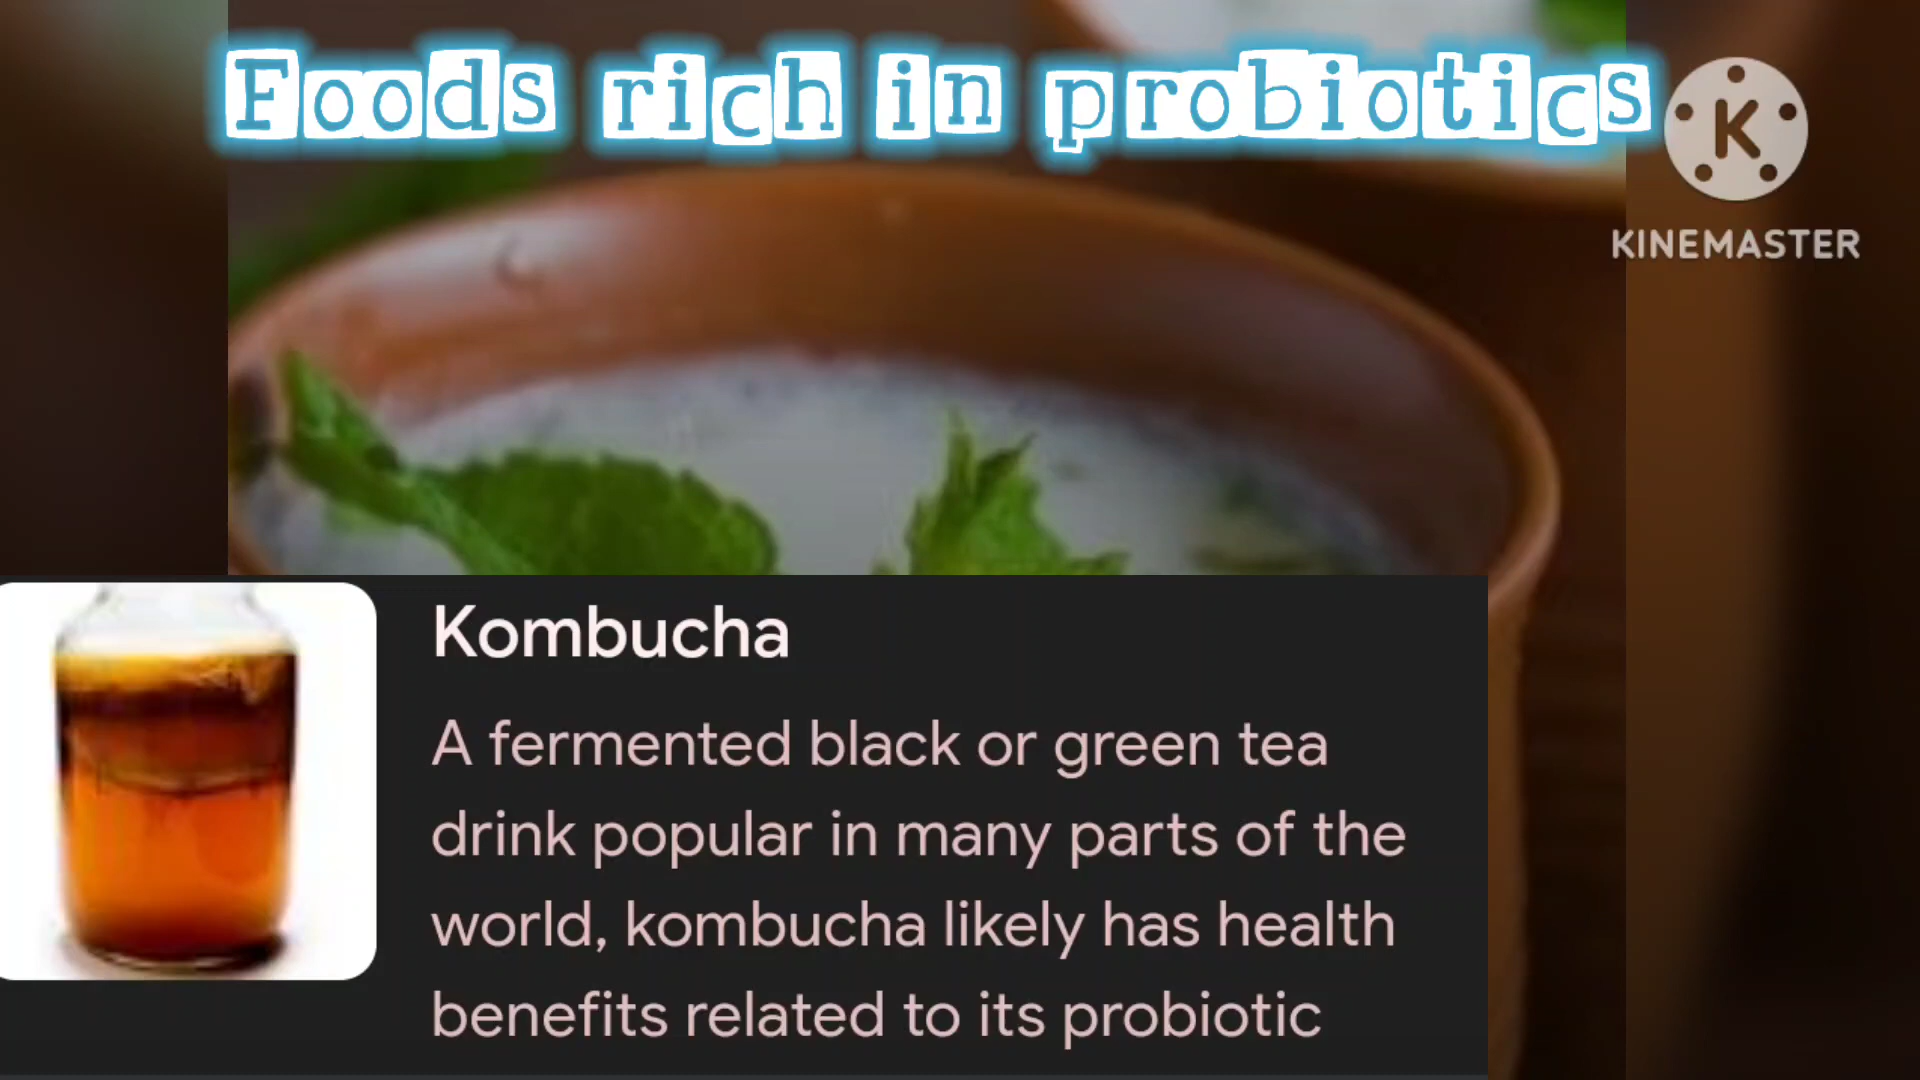 Foods rich in probiotics
K
KINEMASTER
Kombucha
A fermented black or green tea
drink popular in many parts of the
world, kombucha likely has health
benefits related to its probiotic